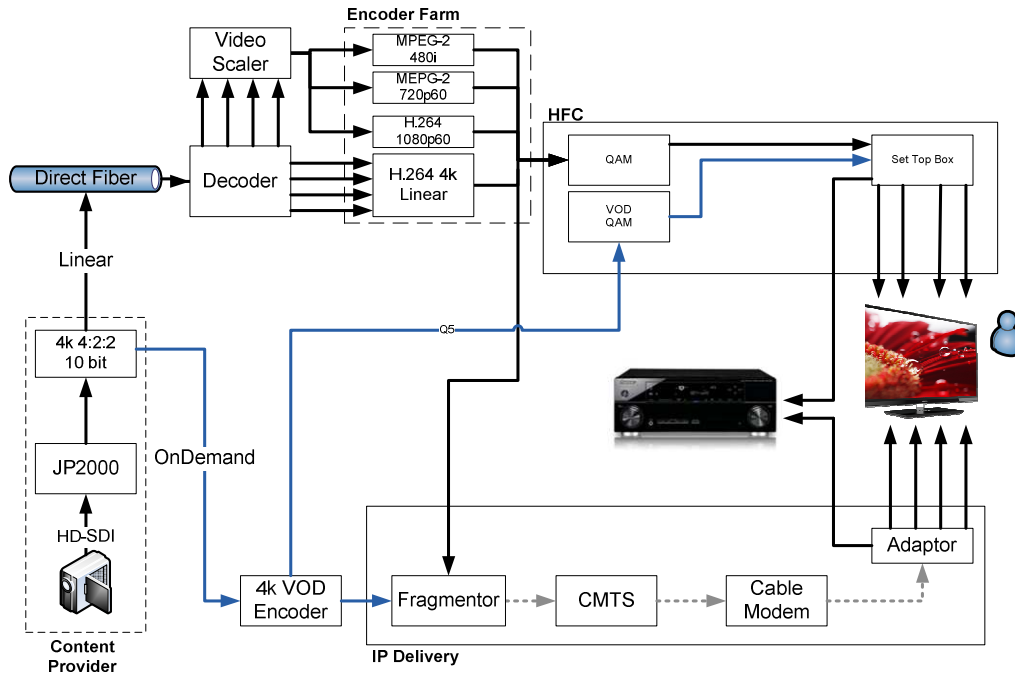 Encoder Farm
Video
Scaler
MPEG-2
480i
MEPG-2
720p60
H.264
1080p60
H.264 4k
Linear
Direct Fiber
Decoder
HFC
QAM
Set Top Box
VOD
QAM
Linear
Q5
4k 4:2:2
10 bit
OnDemand
JP2000
HD-SDI
Content
Provider
4k VOD
Encoder
Fragmentor
CMTS
Cable
Modem
Adaptor
IP Delivery